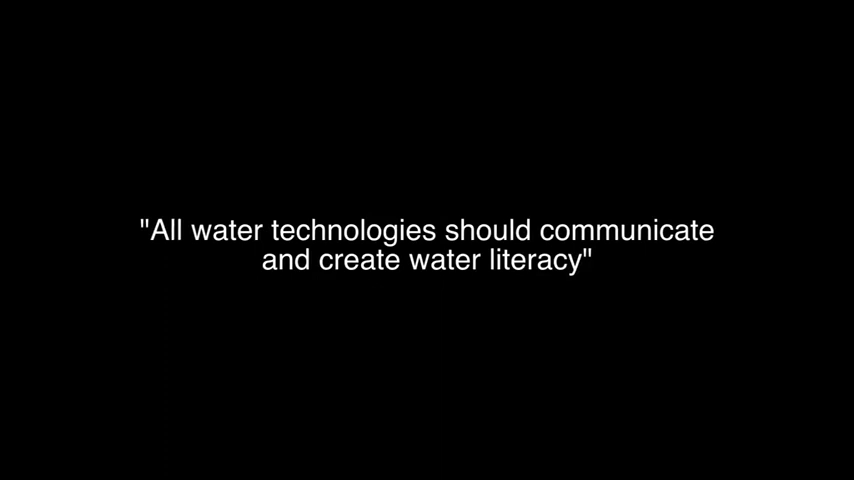 "All water technologies should communicate
and create water literacy"